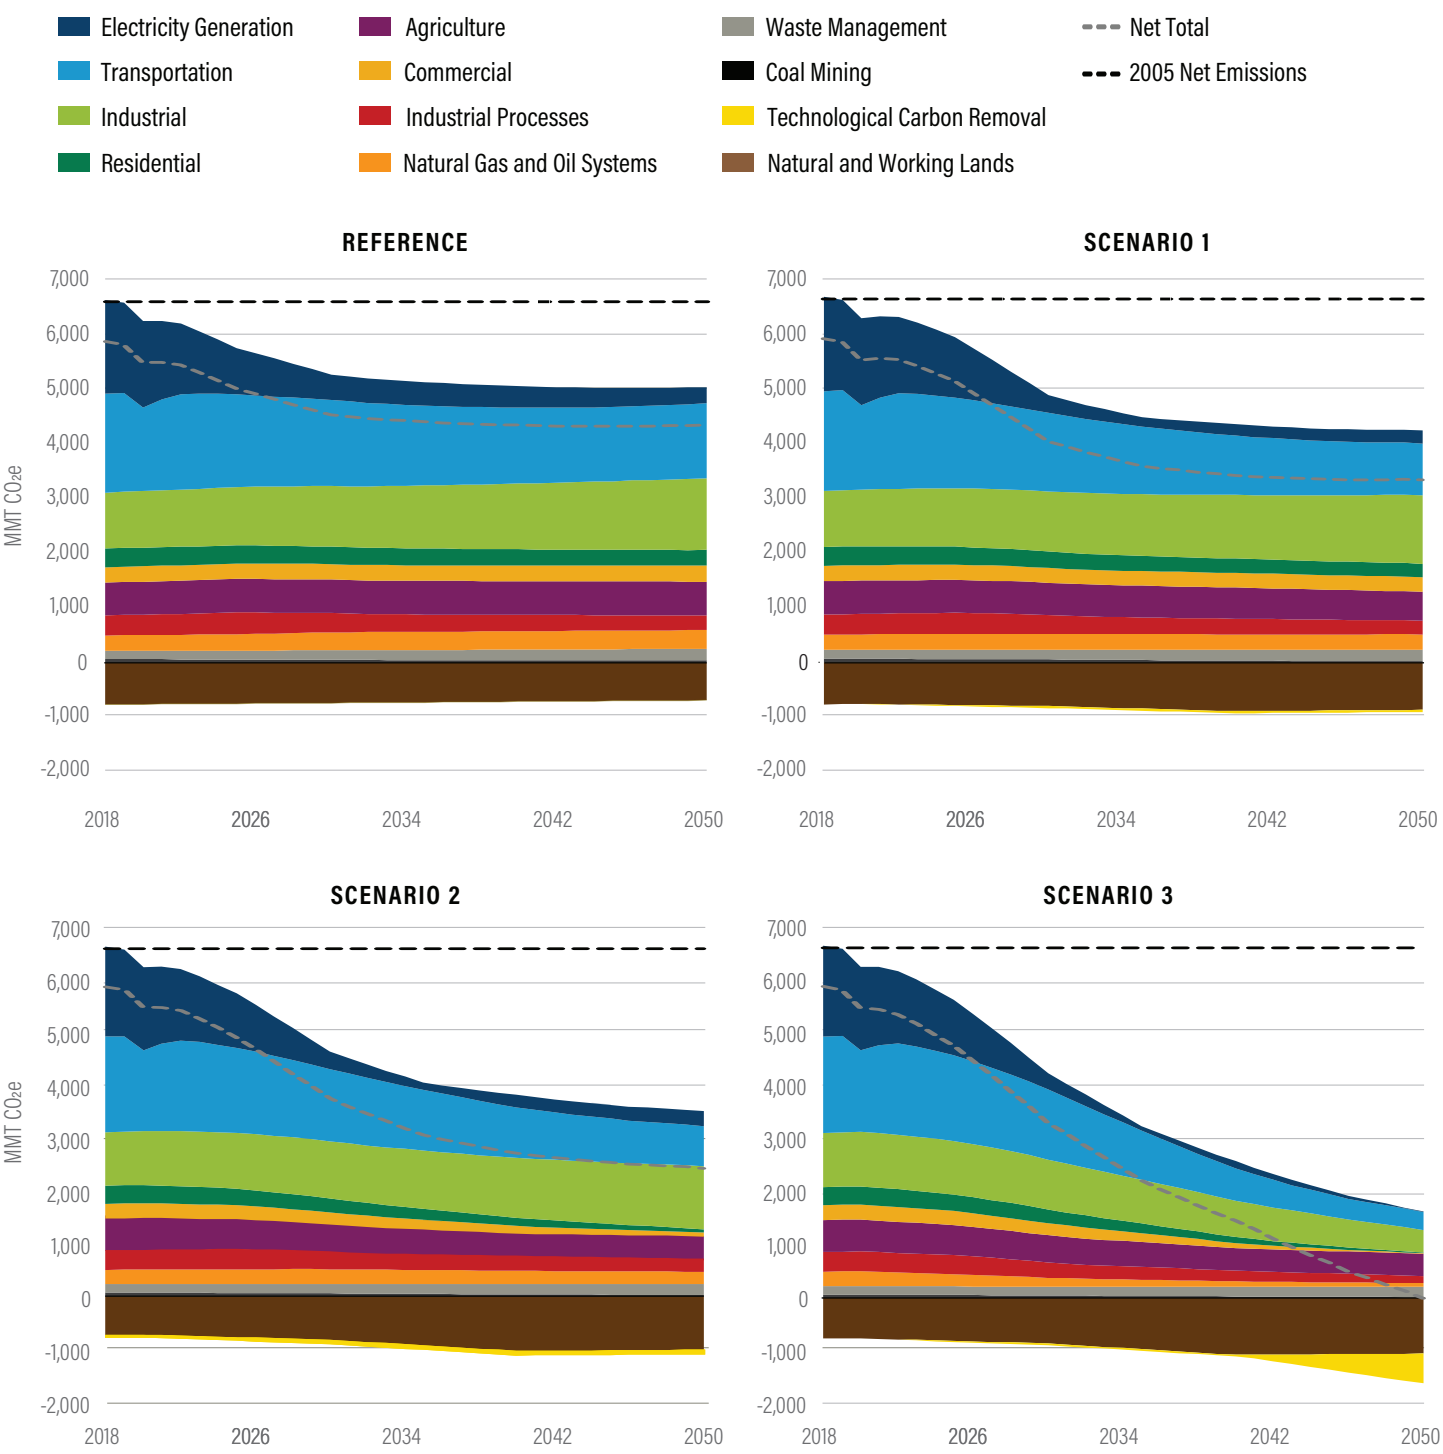 Electricity Generation Agriculture Waste Management Net Total
Transportation Commercial Coal Mining 2005 Net Emissions
Industrial Industrial Processes Technological Carbon Removal
Residential Natural Gas and Oil Systems Natural and Working Lands
REFERENCE
7,000
6,000
5,000
4,000
3,000
2,000
1,000
0
-1,000
-2,000
MMT CO₂e
2018 2026 2034 2042 2050
SCENARIO 1
7,000
6,000
5,000
4,000
3,000
2,000
1,000
0
-1,000
-2,000
2018 2026 2034 2042 2050
SCENARIO 2
7,000
6,000
5,000
4,000
3,000
2,000
1,000
0
-1,000
-2,000
MMT CO₂e
2018 2026 2034 2042 2050
SCENARIO 3
7,000
6,000
5,000
4,000
3,000
2,000
1,000
0
-1,000
-2,000
2018 2026 2034 2042 2050